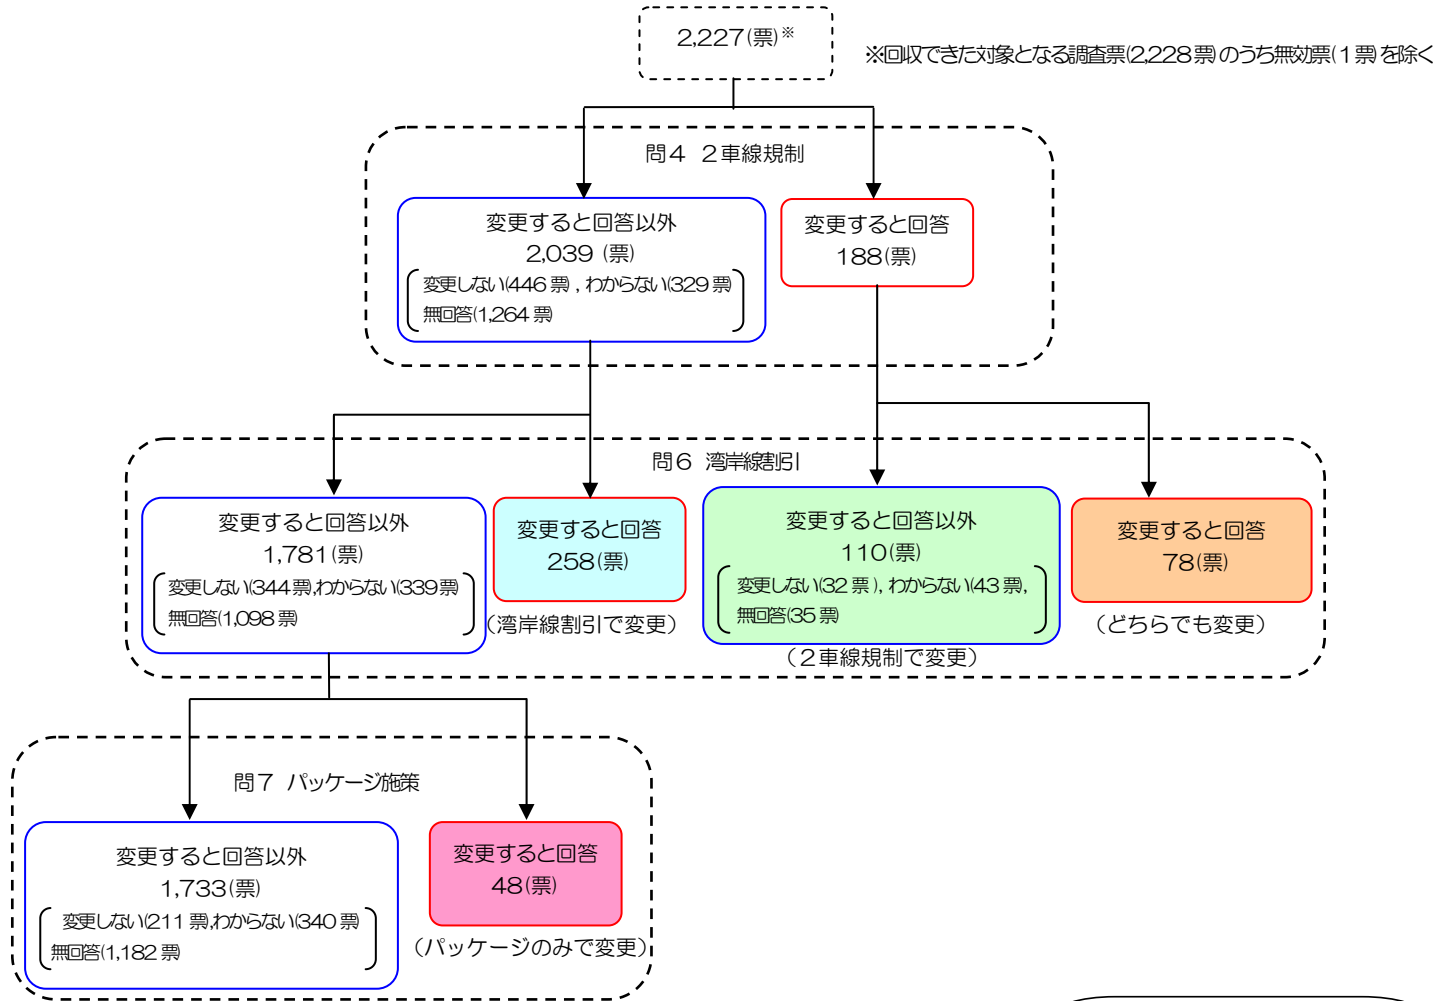 2,227(票)※
※回収できた対象となる調査票(2,228票)のうち無効票(1票)を除く
問4 2車線規制
変更すると回答以外
2,039 (票)
変更しない(446票),わからない(329票)
無回答(1,264票)
変更すると回答
188(票)
問6 湾岸線割引
変更すると回答以外
1,781(票)
変更しない(344票),わからない(339票)
無回答(1,098票)
変更すると回答
258(票)
(湾岸線割引で変更)
変更すると回答以外
110(票)
変更しない(32票),わからない(43票),
無回答(35票)
(2車線規制で変更)
変更すると回答
78(票)
(どちらでも変更)
問7 パッケージ施策
変更すると回答以外
1,733(票)
変更しない(211票),わからない(340票)
無回答(1,182票)
変更すると回答
48(票)
(パッケージのみで変更)